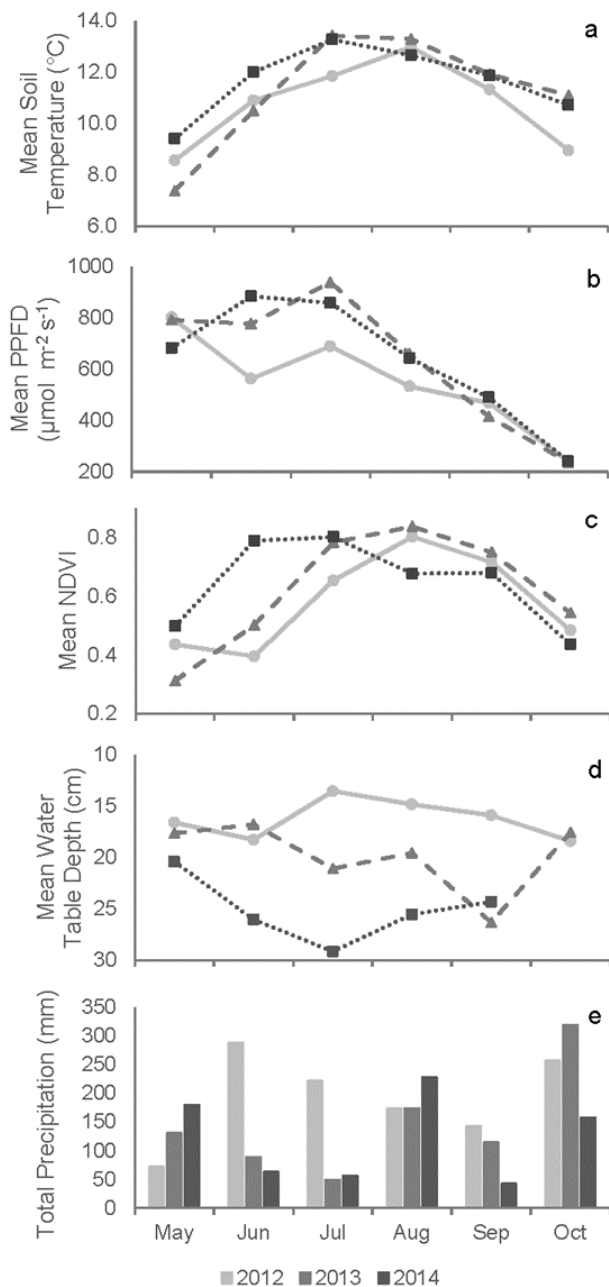 14.0
a
12.0
10.0
8.0
6.0
Mean Soil
Temperature (°C)
1000
b
800
600
400
200
Mean PPFD
(µmol m-2 s-1)
c
0.8
0.6
0.4
0.2
Mean NDVI
10
d
15
20
25
30
Mean Water
Table Depth (cm)
350
e
300
250
200
150
100
50
0
Total Precipitation (mm)
May Jun Jul Aug Sep Oct
2012 2013 2014